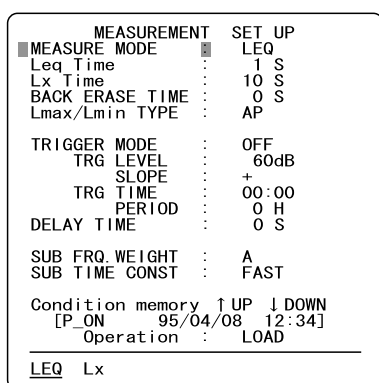 MEASUREMENT SET UP
MEASURE MODE : LEQ
Leq Time : 1 S
Lx Time : 10 S
BACK ERASE TIME : 0 S
Lmax/Lmin TYPE : AP
TRIGGER MODE : OFF
TRG LEVEL : 60dB
SLOPE : +
TRG TIME : 00:00
PERIOD : 0 H
DELAY TIME : 0 S
SUB FRQ.WEIGHT : A
SUB TIME CONST : FAST
Condition memory ↑UP ↓DOWN
[P_ON 95/04/08 12:34]
Operation : LOAD
LEQ Lx